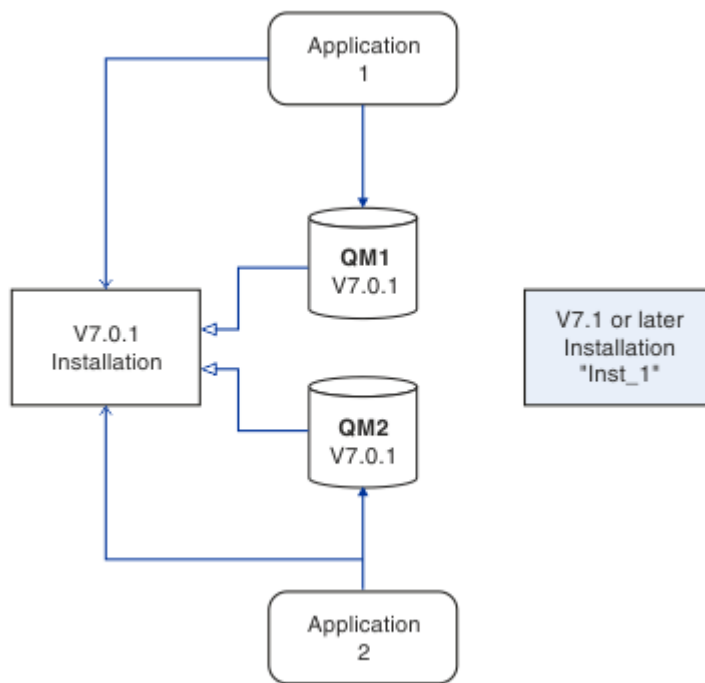 Application
1
QM1
V7.0.1
V7.0.1
Installation
V7.1 or later
Installation
"Inst_1"
QM2
V7.0.1
Application
2